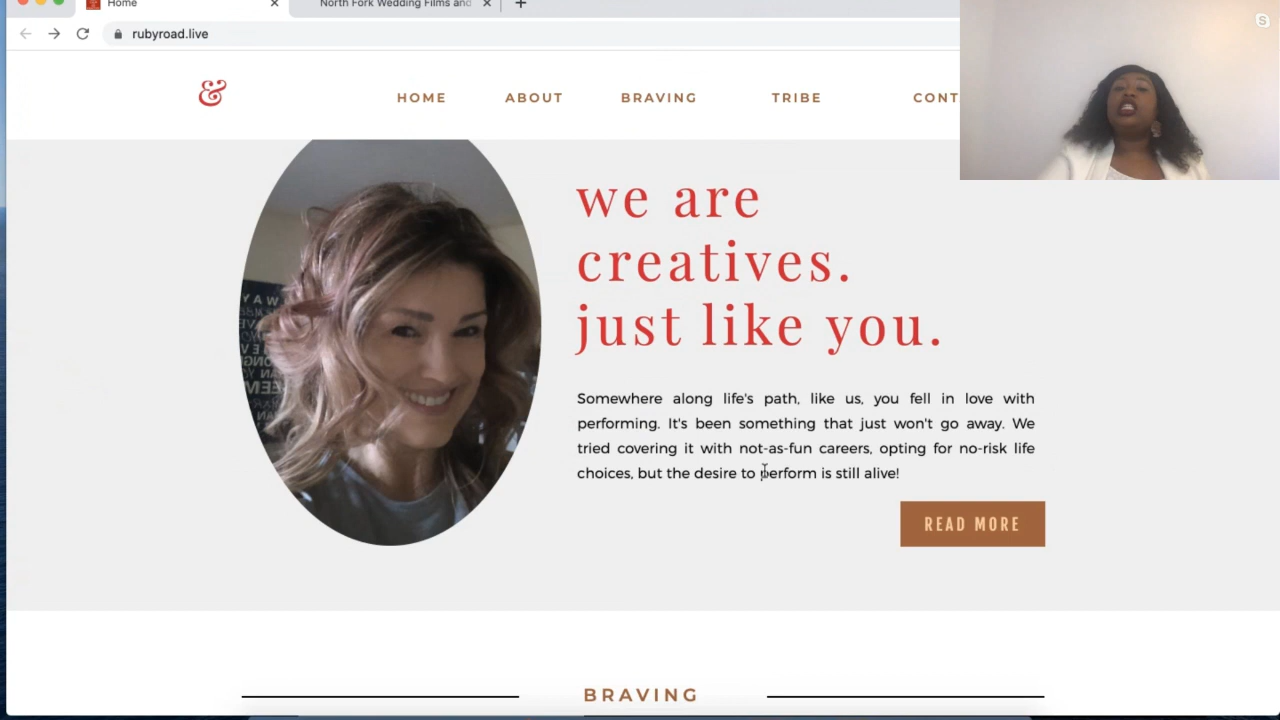 Home
North Fork Wedding Films and
rubyroad.live
&
HOME ABOUT BRAVING TRIBE CONT
we are
creatives.
just like you.
Somewhere along life's path, like us, you fell in love with
performing. It's been something that just won't go away. We
tried covering it with not-as-fun careers, opting for no-risk life
choices, but the desire to perform is still alive!
READ MORE
BRAVING